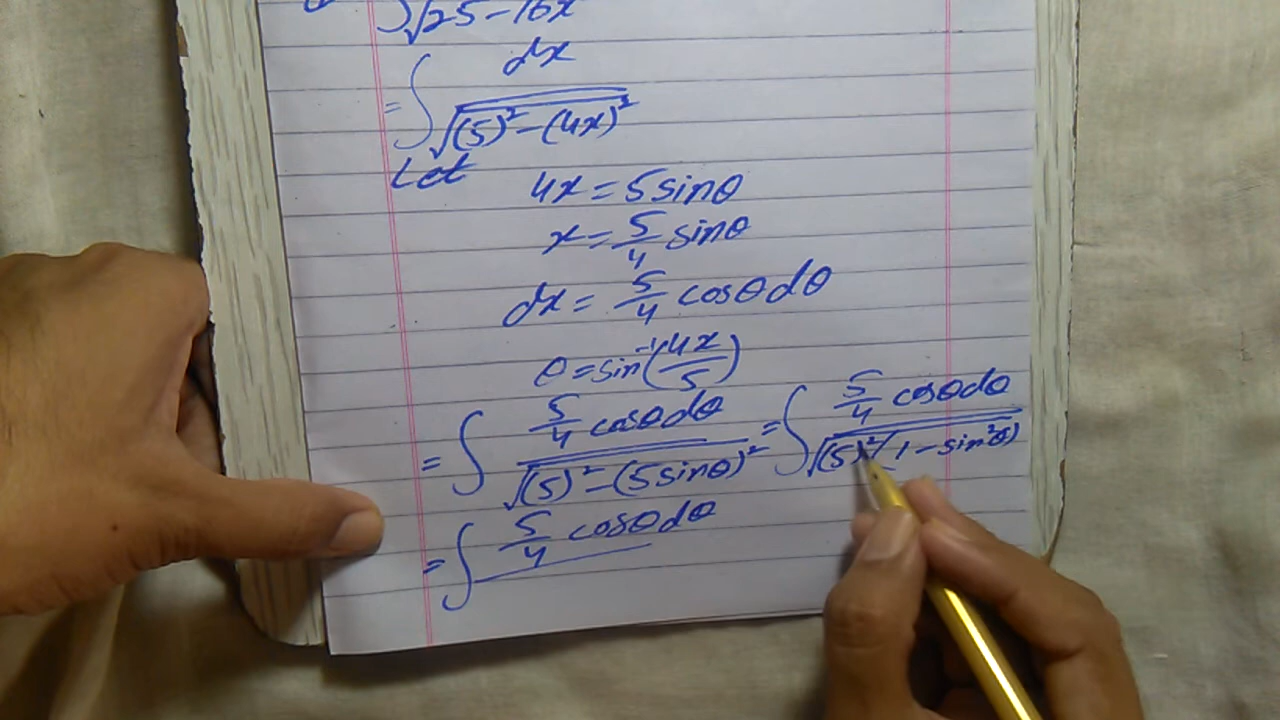 ∫ √25-16x
= ∫ dx / √(5)²-(4x)²
Let 4x = 5 sinθ
x = 5/4 sinθ
dx = 5/4 cosθ dθ
θ = sin⁻¹(4x/5)
= ∫ 5/4 cosθ dθ / √(5)²-(5 sinθ)² = ∫ 5/4 cosθ dθ / √(5)²(1-sin²θ)
= ∫ 5/4 cosθ dθ